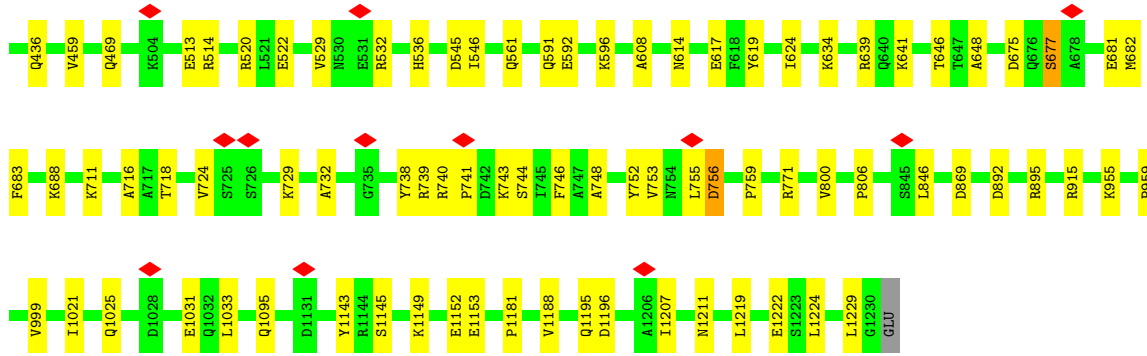 Q436 V459 Q469 K504 E513 R514 R520 L521 E522 V529 N530 E531 R532 H536 D545 I546 Q561 Q591 E592 K596 A608 N614 E617 F618 Y619 I624 K634 R639 Q640 K641 T646 T647 A648 D675 Q676 S677 A678 E681 M682
F683 K688 K711 A716 A717 T718 V724 S725 S726 K729 A732 G735 Y738 R739 R740 P741 D742 K743 S744 I745 F746 A747 A748 Y752 V753 N754 L755 D756 P759 R771 V800 P806 S845 L846 D869 D892 R895 R915 K955
V999 I1021 Q1025 D1028 E1031 Q1032 L1033 Q1095 D1131 Y1143 R1144 S1145 K1149 E1152 E1153 P1181 V1188 Q1195 D1196 A1206 I1207 N1211 L1219 E1222 S1223 L1224 L1229 G1230 GLU